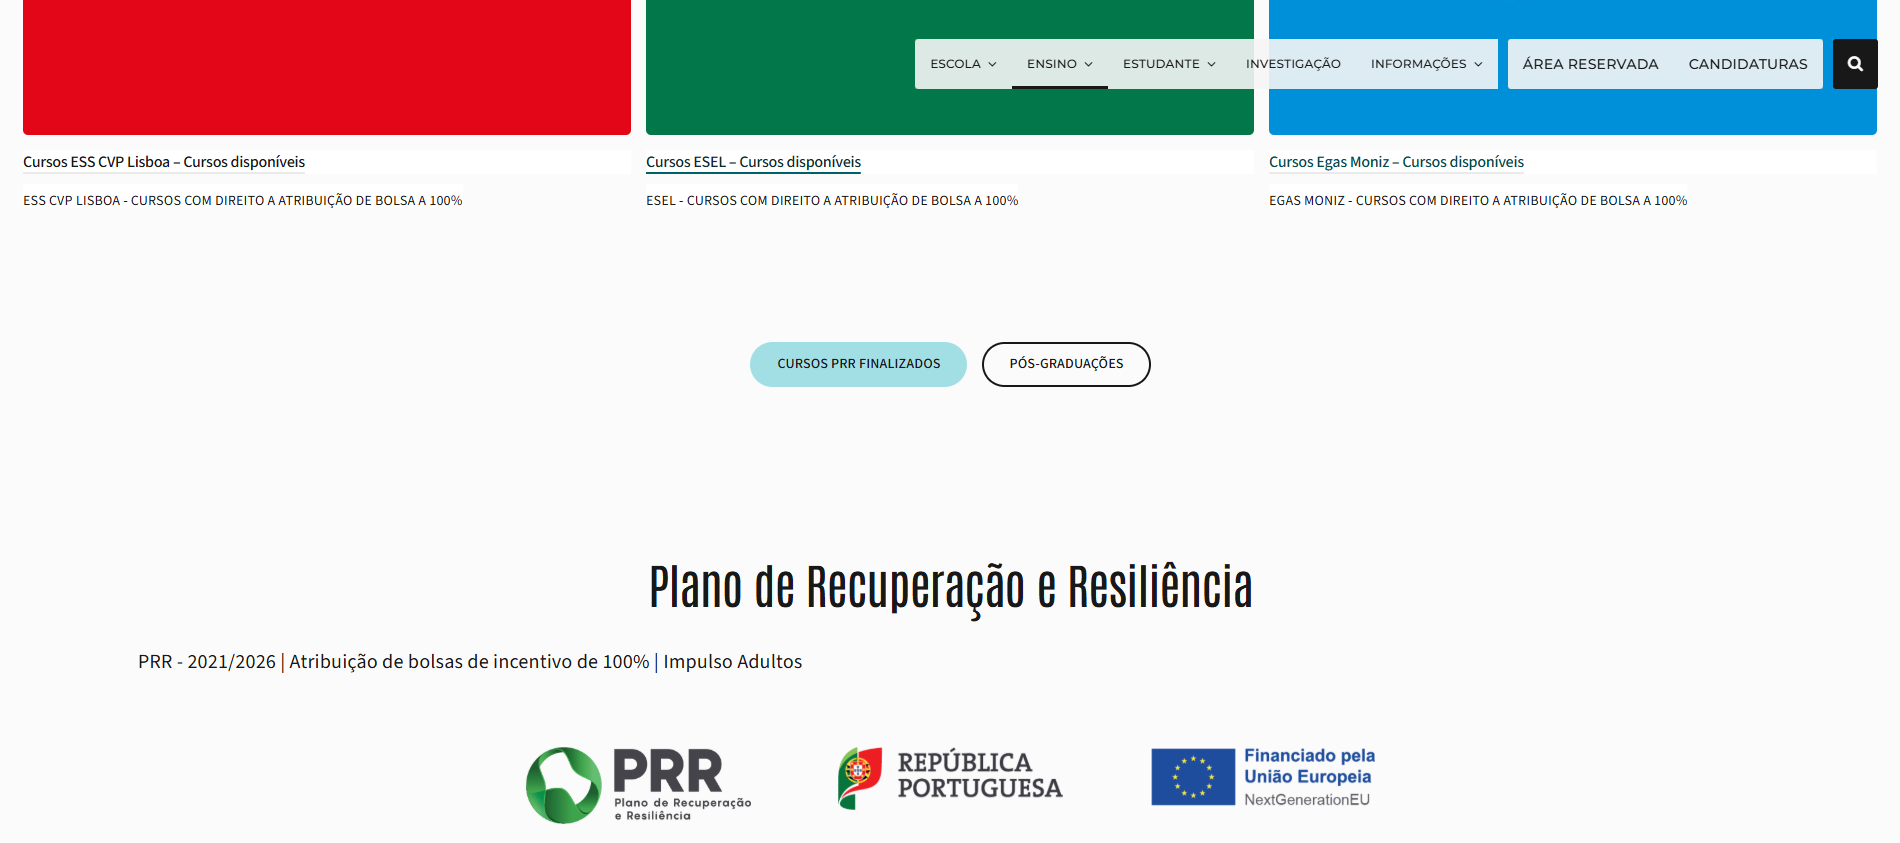 ESCOLA
ENSINO
ESTUDANTE
INVESTIGAÇÃO
INFORMAÇÕES
ÁREA RESERVADA
CANDIDATURAS
Cursos ESS CVP Lisboa – Cursos disponíveis
ESS CVP LISBOA - CURSOS COM DIREITO A ATRIBUIÇÃO DE BOLSA A 100%
Cursos ESEL – Cursos disponíveis
ESEL - CURSOS COM DIREITO A ATRIBUIÇÃO DE BOLSA A 100%
Cursos Egas Moniz – Cursos disponíveis
EGAS MONIZ - CURSOS COM DIREITO A ATRIBUIÇÃO DE BOLSA A 100%
CURSOS PRR FINALIZADOS
PÓS-GRADUAÇÕES
Plano de Recuperação e Resiliência
PRR - 2021/2026 | Atribuição de bolsas de incentivo de 100% | Impulso Adultos
PRR
Plano de Recuperação
e Resiliência
REPÚBLICA
PORTUGUESA
Financiado pela
União Europeia
NextGenerationEU